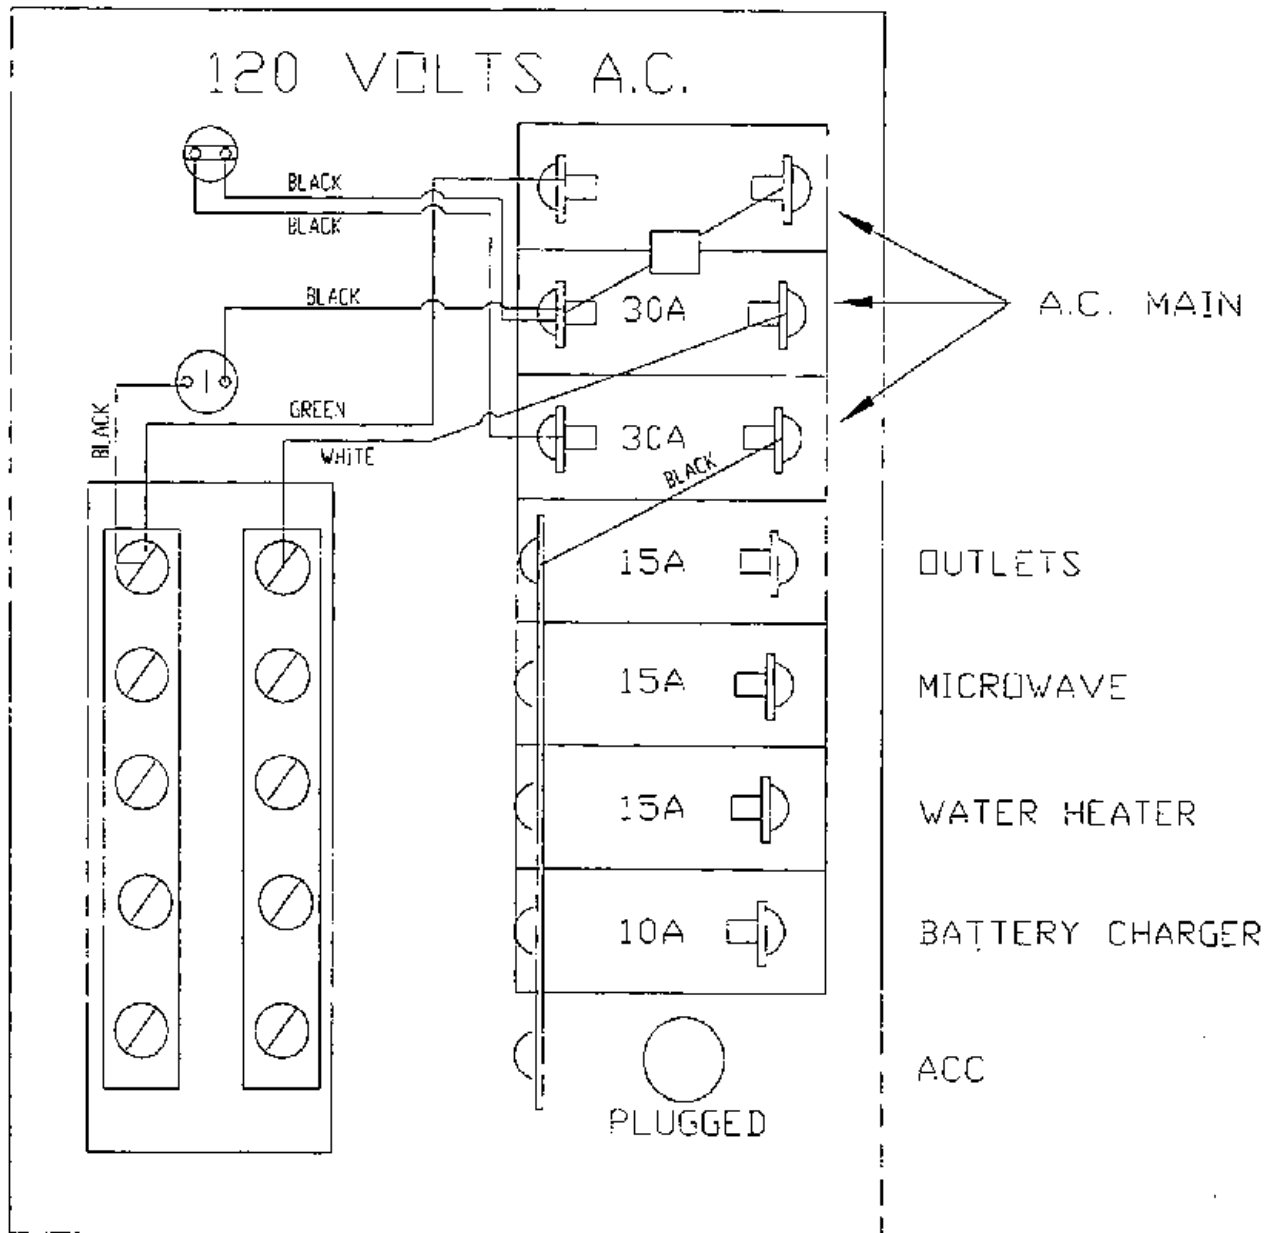 120 VOLTS A.C.
BLACK
BLACK
BLACK
30A
A.C. MAIN
BLACK
GREEN
WHITE
30A
BLACK
15A
OUTLETS
15A
MICROWAVE
15A
WATER HEATER
10A
BATTERY CHARGER
ACC
PLUGGED